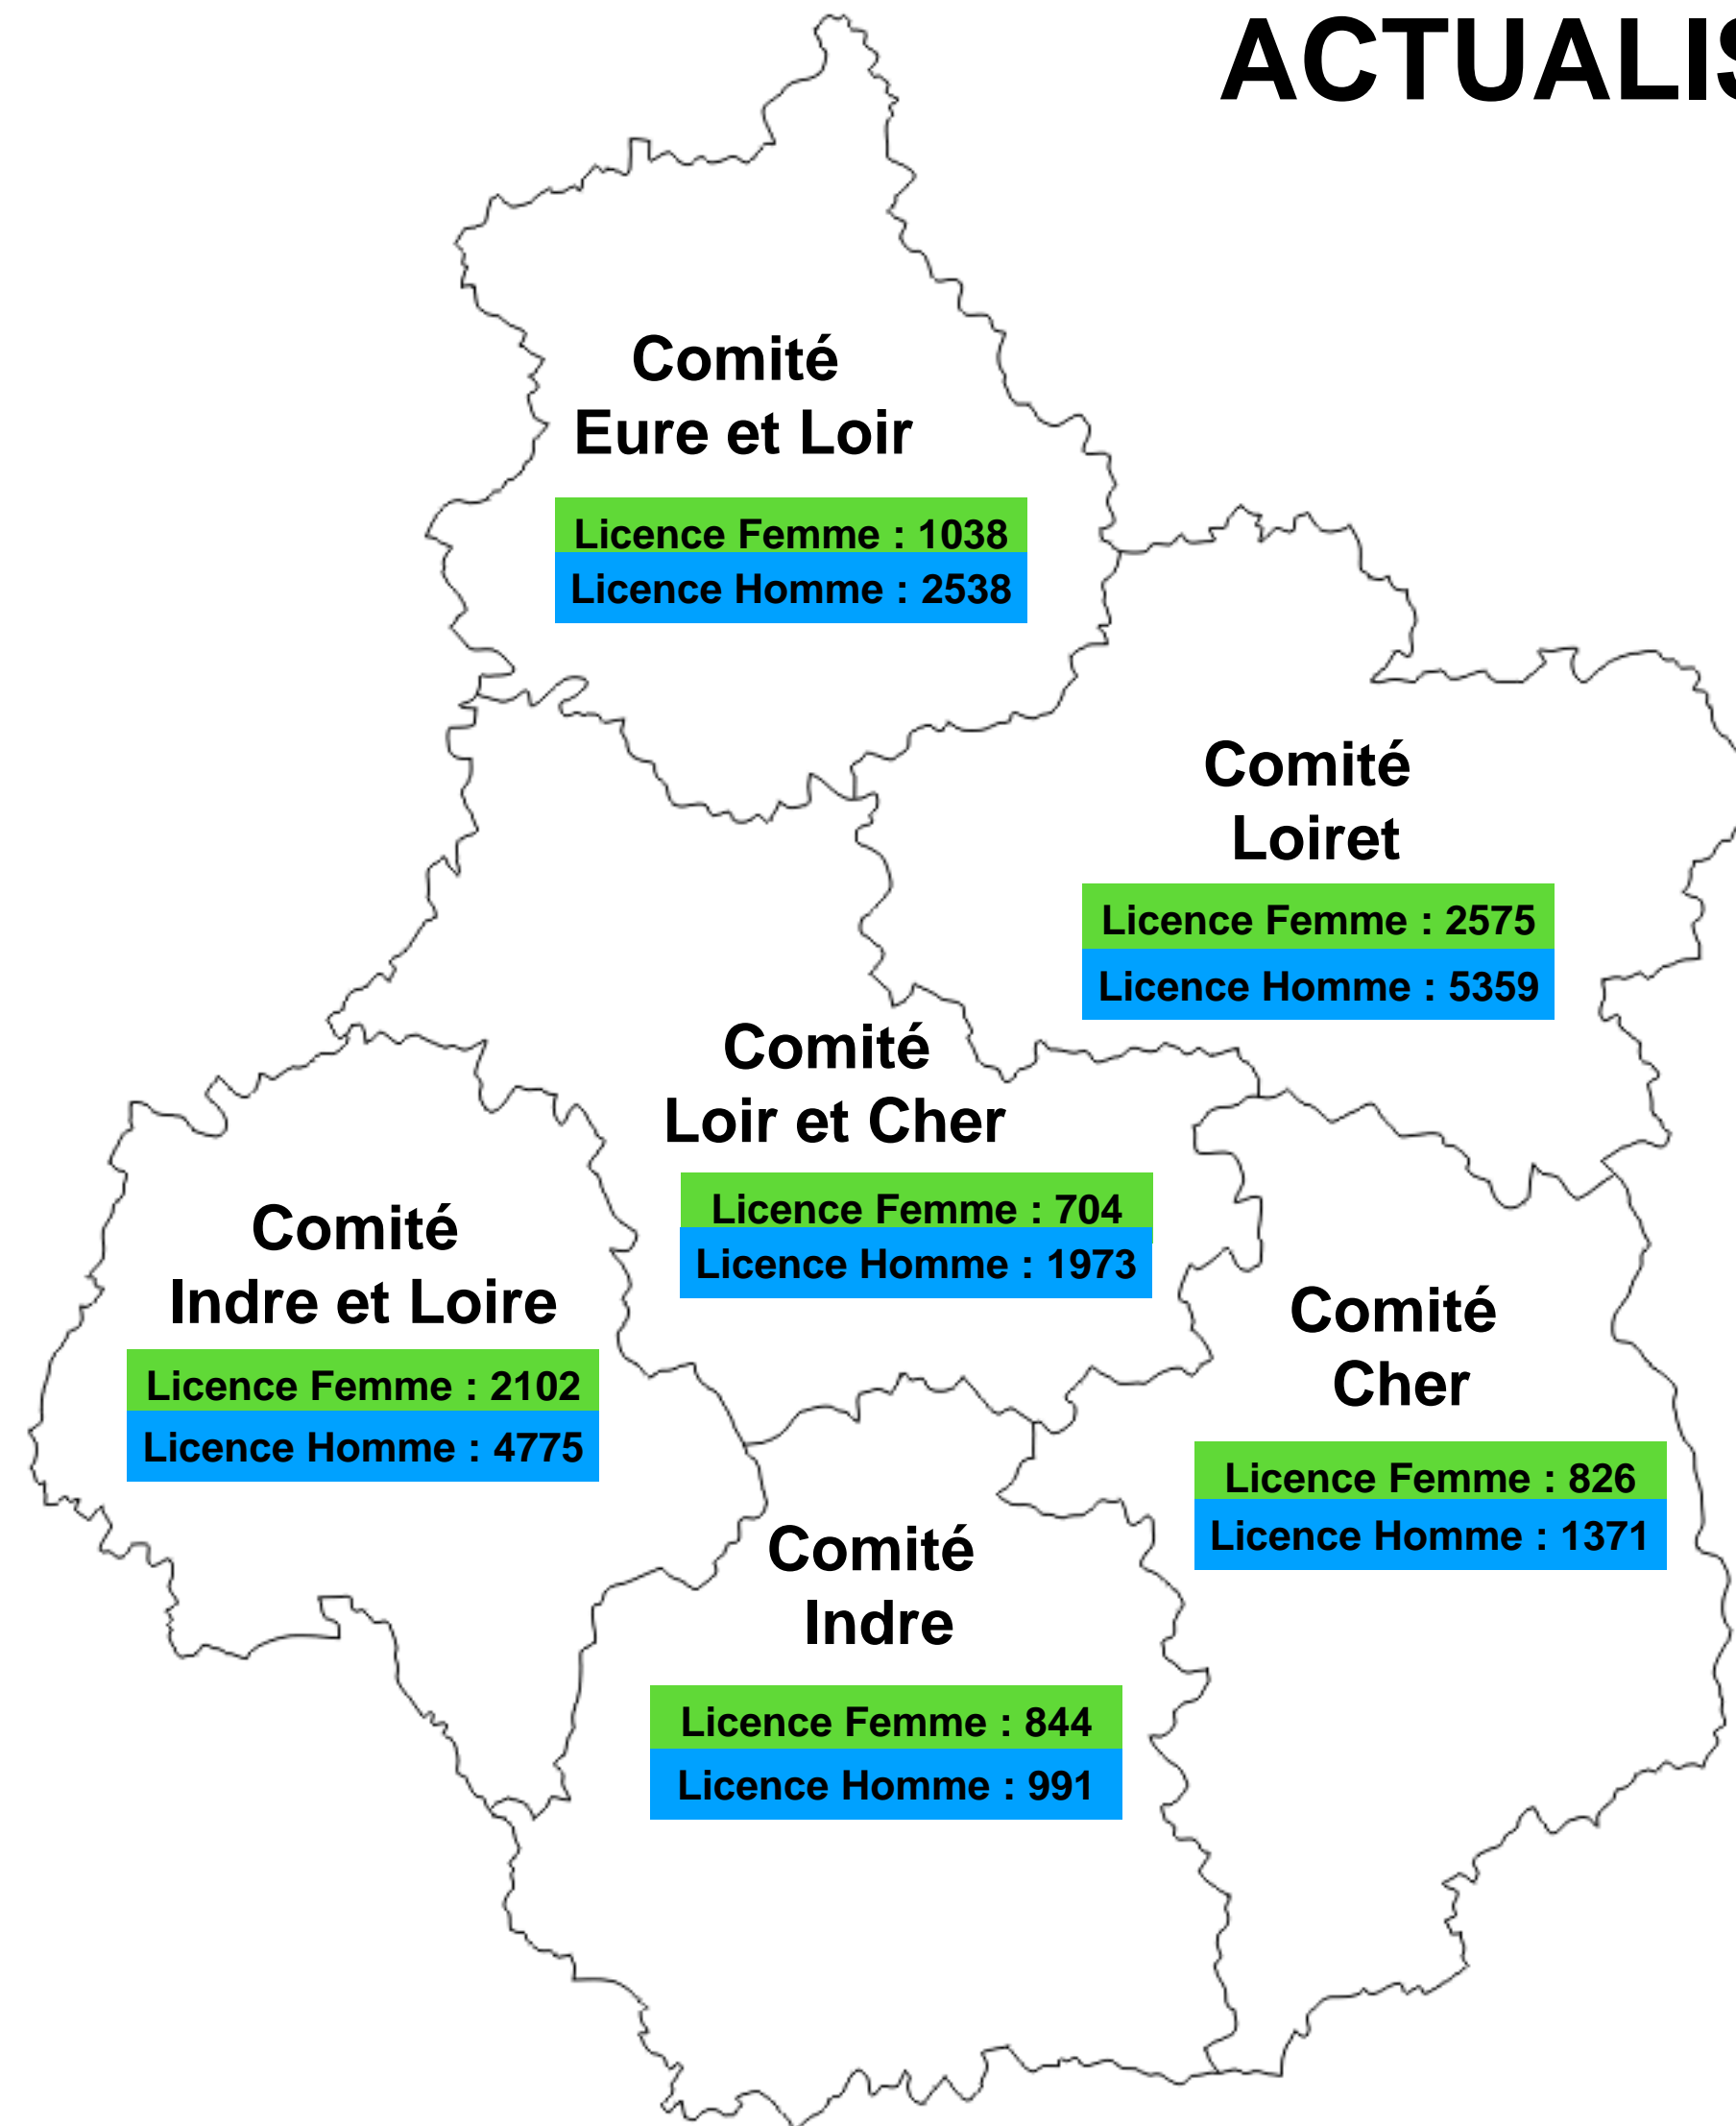 ACTUALIS
Comité
Eure et Loir
Licence Femme : 1038
Licence Homme : 2538
Comité
Loiret
Licence Femme : 2575
Licence Homme : 5359
Comité
Loir et Cher
Licence Femme : 704
Licence Homme : 1973
Comité
Indre et Loire
Licence Femme : 2102
Licence Homme : 4775
Comité
Cher
Licence Femme : 826
Licence Homme : 1371
Comité
Indre
Licence Femme : 844
Licence Homme : 991